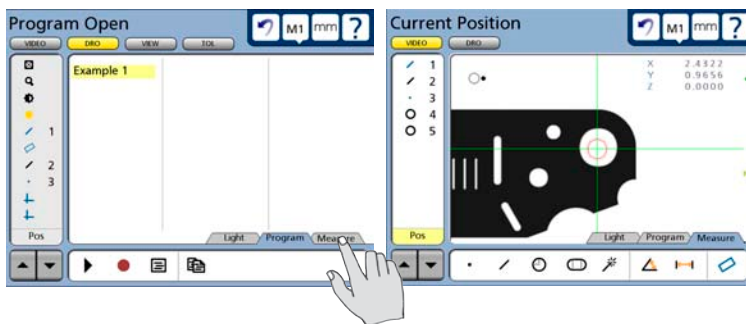 Program Open
M1 mm ?
VIDEO DRO VIEW TOL
Example 1
1
2
3
Pos
Light Program Measure
Current Position
M1 mm ?
VIDEO DRO
1
2
3
4
5
X 2.4322
Y 0.9656
Z 0.0000
Pos
Light Program Measure